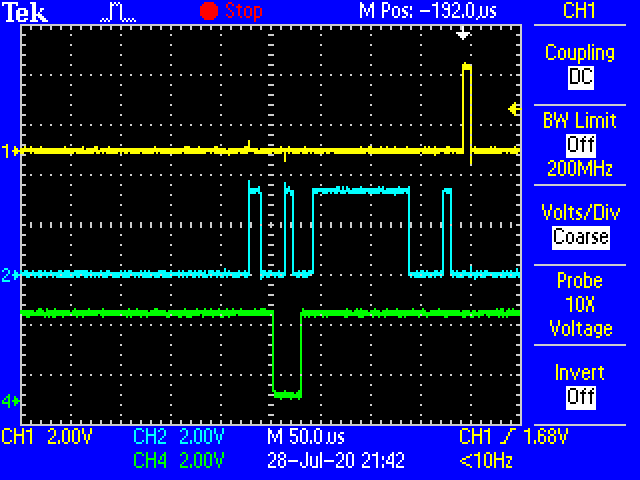 Tek Stop M Pos: -192.0µs CH1
Coupling
DC
BW Limit
Off
200MHz
Volts/Div
Coarse
Probe
10X
Voltage
Invert
Off
1
2
4
CH1 2.00V CH2 2.00V M 50.0µs CH1 1.68V
CH4 2.00V 28-Jul-20 21:42 <10Hz